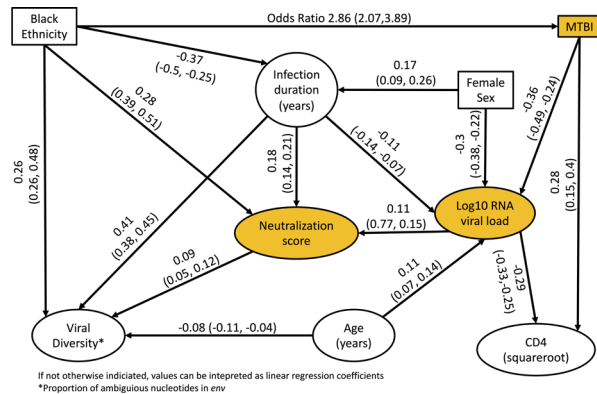 Black
Ethnicity
Odds Ratio 2.86 (2.07,3.89)
MTBI
-0.37
(-0.5, -0.25)
Infection
duration
(years)
0.17
(0.09, 0.26)
Female
Sex
0.28
(0.39, 0.51)
-0.36
(-0.49, -0.24)
-0.11
(-0.14, -0.07)
-0.3
(-0.38, -0.22)
0.26
(0.26, 0.48)
0.18
(0.14, 0.21)
0.28
(0.15, 0.4)
0.41
(0.38, 0.45)
Neutralization
score
0.11
(0.77, 0.15)
Log10 RNA
viral load
0.09
(0.05, 0.12)
0.11
(0.07, 0.14)
-0.29
(-0.33,-0.25)
Viral
Diversity*
-0.08 (-0.11, -0.04)
Age
(years)
CD4
(squareroot)
If not otherwise indiciated, values can be intepreted as linear regression coefficients
*Proportion of ambiguous nucleotides in env